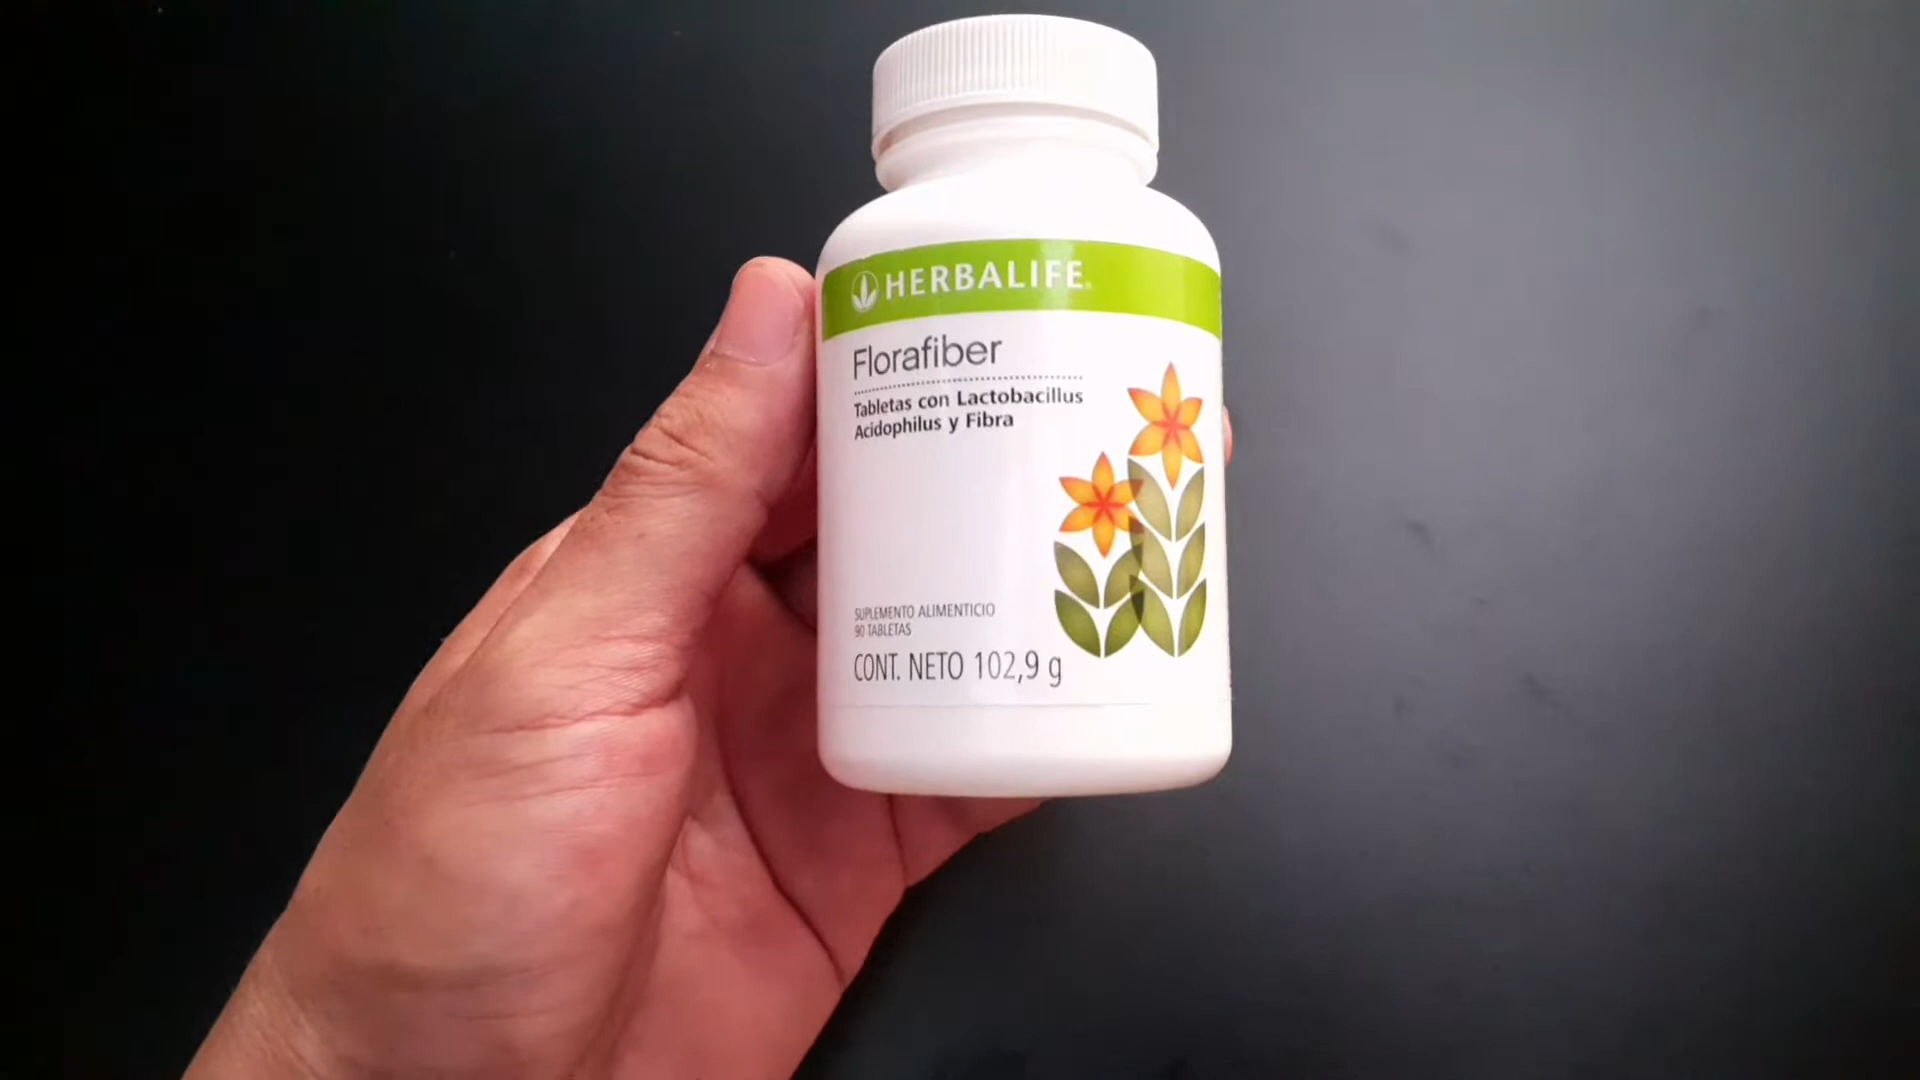 HERBALIFE
Florafiber
Tabletas con Lactobacillus
Acidophilus y Fibra
SUPLEMENTO ALIMENTICIO
90 TABLETAS
CONT. NETO 102,9 g